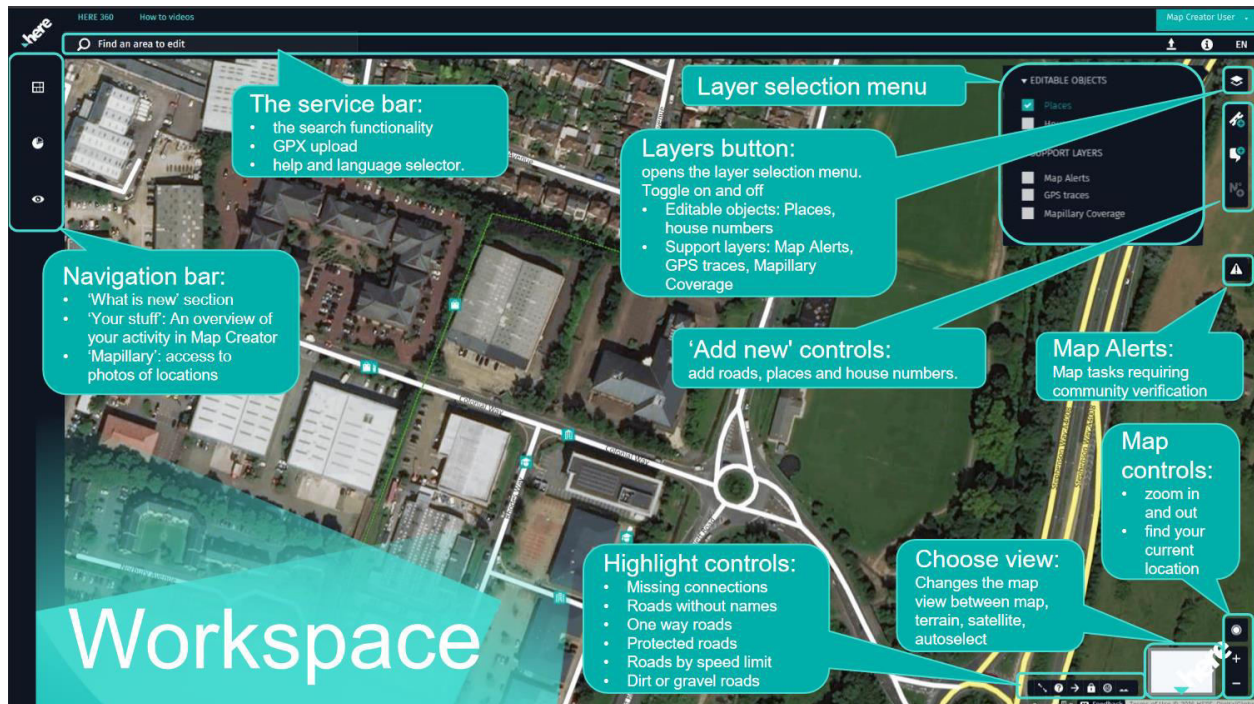 here
HERE 360
How to videos
Map Creator User
Find an area to edit
EN
The service bar:
• the search functionality
• GPX upload
• help and language selector.
Layer selection menu
EDITABLE OBJECTS
Places
SUPPORT LAYERS
Map Alerts
GPS traces
Mapillary Coverage
Layers button:
opens the layer selection menu.
Toggle on and off
• Editable objects: Places,
house numbers
• Support layers: Map Alerts,
GPS traces, Mapillary
Coverage
Navigation bar:
• ‘What is new’ section
• ‘Your stuff’: An overview of
your activity in Map Creator
• ‘Mapillary’: access to
photos of locations
‘Add new' controls:
add roads, places and house numbers.
Map Alerts:
Map tasks requiring
community verification
Colonial Way
Colonial Way
Map
controls:
• zoom in
and out
• find your
current
location
Highlight controls:
• Missing connections
• Roads without names
• One way roads
• Protected roads
• Roads by speed limit
• Dirt or gravel roads
Choose view:
Changes the map
view between map,
terrain, satellite,
autoselect
Workspace
here
Feedback